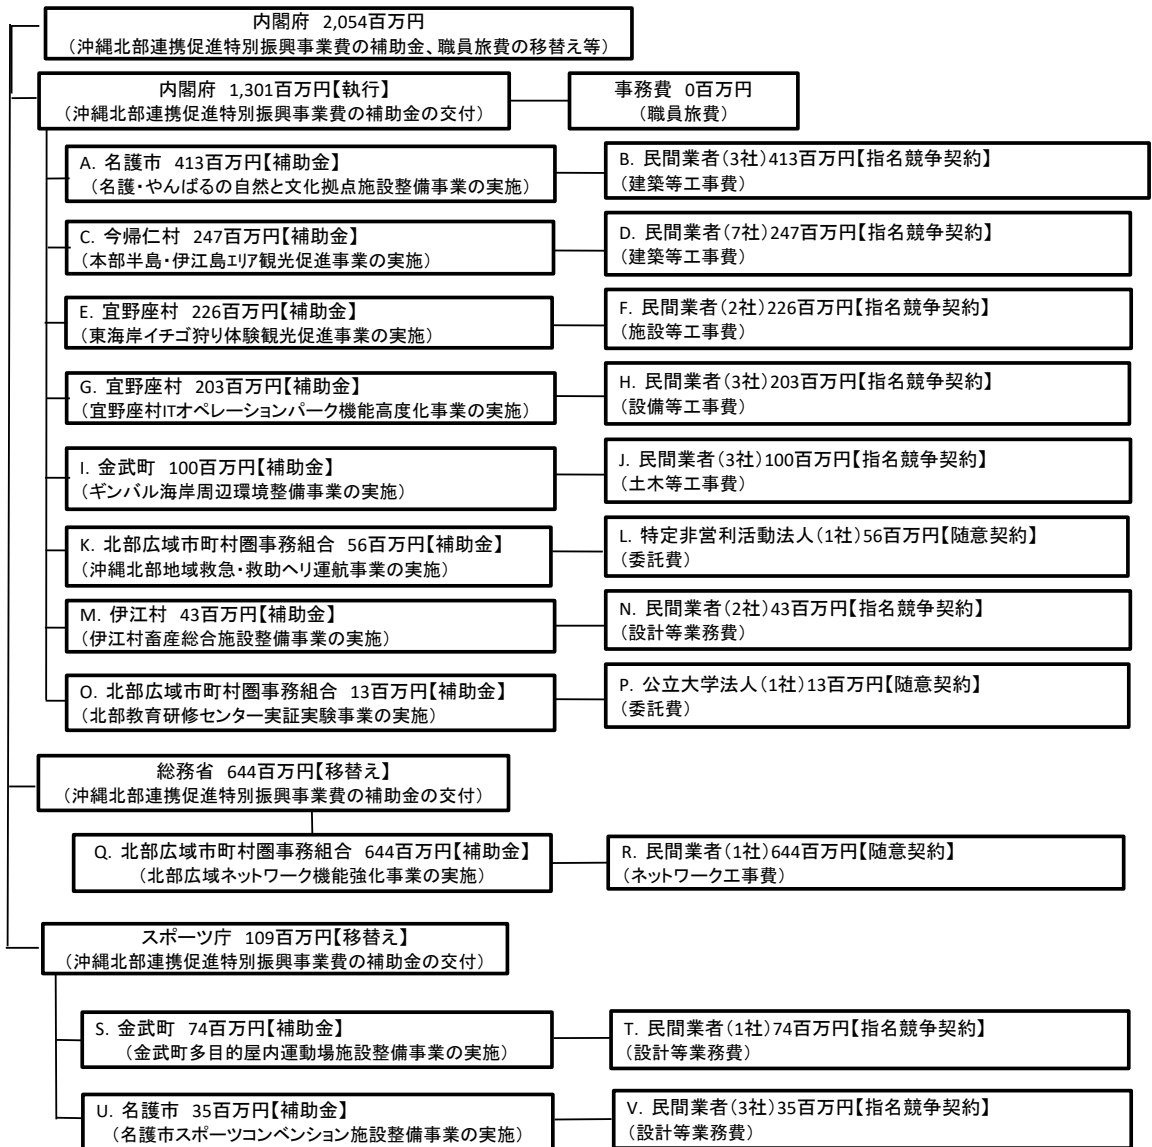 内閣府 2,054百万円
（沖縄北部連携促進特別振興事業費の補助金、職員旅費の移替え等）
内閣府 1,301百万円【執行】
（沖縄北部連携促進特別振興事業費の補助金の交付）
事務費 0百万円
（職員旅費）
A. 名護市 413百万円【補助金】
（名護・やんばるの自然と文化拠点施設整備事業の実施）
B. 民間業者（3社）413百万円【指名競争契約】
（建築等工事費）
C. 今帰仁村 247百万円【補助金】
（本部半島・伊江島エリア観光促進事業の実施）
D. 民間業者（7社）247百万円【指名競争契約】
（建築等工事費）
E. 宜野座村 226百万円【補助金】
（東海岸イチゴ狩り体験観光促進事業の実施）
F. 民間業者（2社）226百万円【指名競争契約】
（施設等工事費）
G. 宜野座村 203百万円【補助金】
（宜野座村ITオペレーションパーク機能高度化事業の実施）
H. 民間業者（3社）203百万円【指名競争契約】
（設備等工事費）
I. 金武町 100百万円【補助金】
（ギンバル海岸周辺環境整備事業の実施）
J. 民間業者（3社）100百万円【指名競争契約】
（土木等工事費）
K. 北部広域市町村圏事務組合 56百万円【補助金】
（沖縄北部地域救急・救助ヘリ運航事業の実施）
L. 特定非営利活動法人（1社）56百万円【随意契約】
（委託費）
M. 伊江村 43百万円【補助金】
（伊江村畜産総合施設整備事業の実施）
N. 民間業者（2社）43百万円【指名競争契約】
（設計等業務費）
O. 北部広域市町村圏事務組合 13百万円【補助金】
（北部教育研修センター実証実験事業の実施）
P. 公立大学法人（1社）13百万円【随意契約】
（委託費）
総務省 644百万円【移替え】
（沖縄北部連携促進特別振興事業費の補助金の交付）
Q. 北部広域市町村圏事務組合 644百万円【補助金】
（北部広域ネットワーク機能強化事業の実施）
R. 民間業者（1社）644百万円【随意契約】
（ネットワーク工事費）
スポーツ庁 109百万円【移替え】
（沖縄北部連携促進特別振興事業費の補助金の交付）
S. 金武町 74百万円【補助金】
（金武町多目的屋内運動場施設整備事業の実施）
T. 民間業者（1社）74百万円【指名競争契約】
（設計等業務費）
U. 名護市 35百万円【補助金】
（名護市スポーツコンベンション施設整備事業の実施）
V. 民間業者（3社）35百万円【指名競争契約】
（設計等業務費）